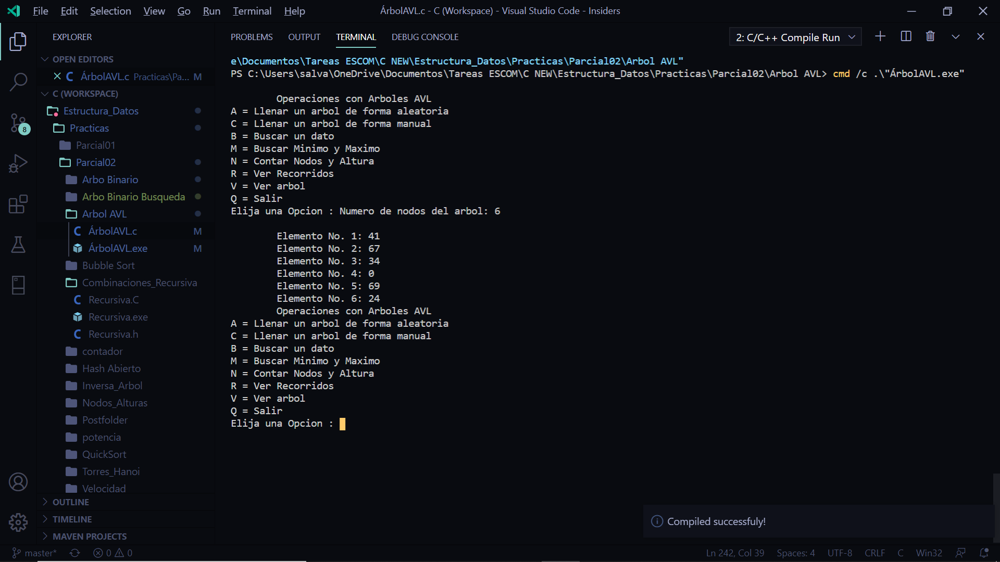 File Edit Selection View Go Run Terminal Help
ÁrbolAVL.c - C (Workspace) - Visual Studio Code - Insiders
EXPLORER
OPEN EDITORS
ÁrbolAVL.c Practicas\Pa... M
C (WORKSPACE)
Estructura_Datos
Practicas
Parcial01
Parcial02
Arbo Binario
Arbo Binario Busqueda
Arbol AVL
ÁrbolAVL.c M
ÁrbolAVL.exe M
Bubble Sort
Combinaciones_Recursiva
Recursiva.C
Recursiva.exe
Recursiva.h
contador
Hash Abierto
Inversa_Arbol
Nodos_Alturas
Postfolder
potencia
QuickSort
Torres_Hanoi
Velocidad
OUTLINE
TIMELINE
MAVEN PROJECTS
8
PROBLEMS OUTPUT TERMINAL DEBUG CONSOLE
2: C/C++ Compile Run
e\Documentos\Tareas ESCOM\C NEW\Estructura_Datos\Practicas\Parcial02\Arbol AVL"
PS C:\Users\salva\OneDrive\Documentos\Tareas ESCOM\C NEW\Estructura_Datos\Practicas\Parcial02\Arbol AVL> cmd /c .\"ÁrbolAVL.exe"
Operaciones con Arboles AVL
A = Llenar un arbol de forma aleatoria
C = Llenar un arbol de forma manual
B = Buscar un dato
M = Buscar Minimo y Maximo
N = Contar Nodos y Altura
R = Ver Recorridos
V = Ver arbol
Q = Salir
Elija una Opcion : Numero de nodos del arbol: 6
Elemento No. 1: 41
Elemento No. 2: 67
Elemento No. 3: 34
Elemento No. 4: 0
Elemento No. 5: 69
Elemento No. 6: 24
Operaciones con Arboles AVL
A = Llenar un arbol de forma aleatoria
C = Llenar un arbol de forma manual
B = Buscar un dato
M = Buscar Minimo y Maximo
N = Contar Nodos y Altura
R = Ver Recorridos
V = Ver arbol
Q = Salir
Elija una Opcion :
Compiled successfuly!
master* 0 0
Ln 242, Col 39 Spaces: 4 UTF-8 CRLF C Win32